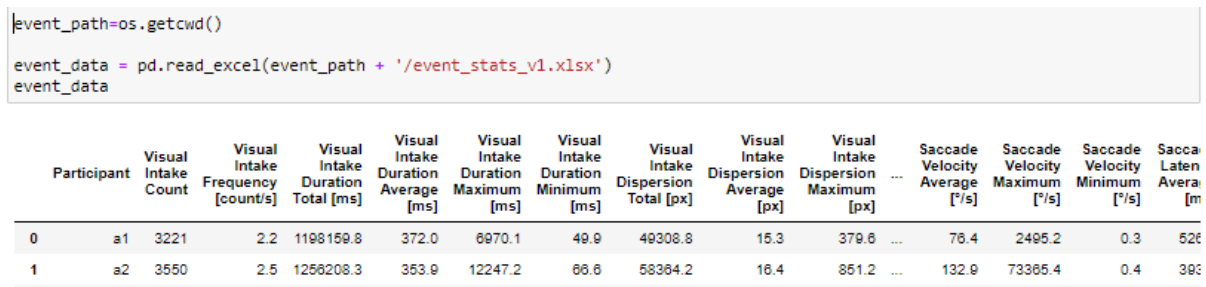 event_path=os.getcwd()
event_data = pd.read_excel(event_path + '/event_stats_v1.xlsx')
event_data
Participant Visual Intake Count Visual Intake Frequency [count/s] Visual Intake Duration Total [ms] Visual Intake Duration Average [ms] Visual Intake Duration Maximum [ms] Visual Intake Duration Minimum [ms] Visual Intake Dispersion Total [px] Visual Intake Dispersion Average [px] Visual Intake Dispersion Maximum [px] ... Saccade Velocity Average [°/s] Saccade Velocity Maximum [°/s] Saccade Velocity Minimum [°/s]
0 a1 3221 2.2 1198159.8 372.0 6970.1 49.9 49308.8 15.3 379.6 ... 76.4 2495.2 0.3
1 a2 3550 2.5 1256208.3 353.9 12247.2 66.6 58364.2 16.4 851.2 ... 132.9 73365.4 0.4